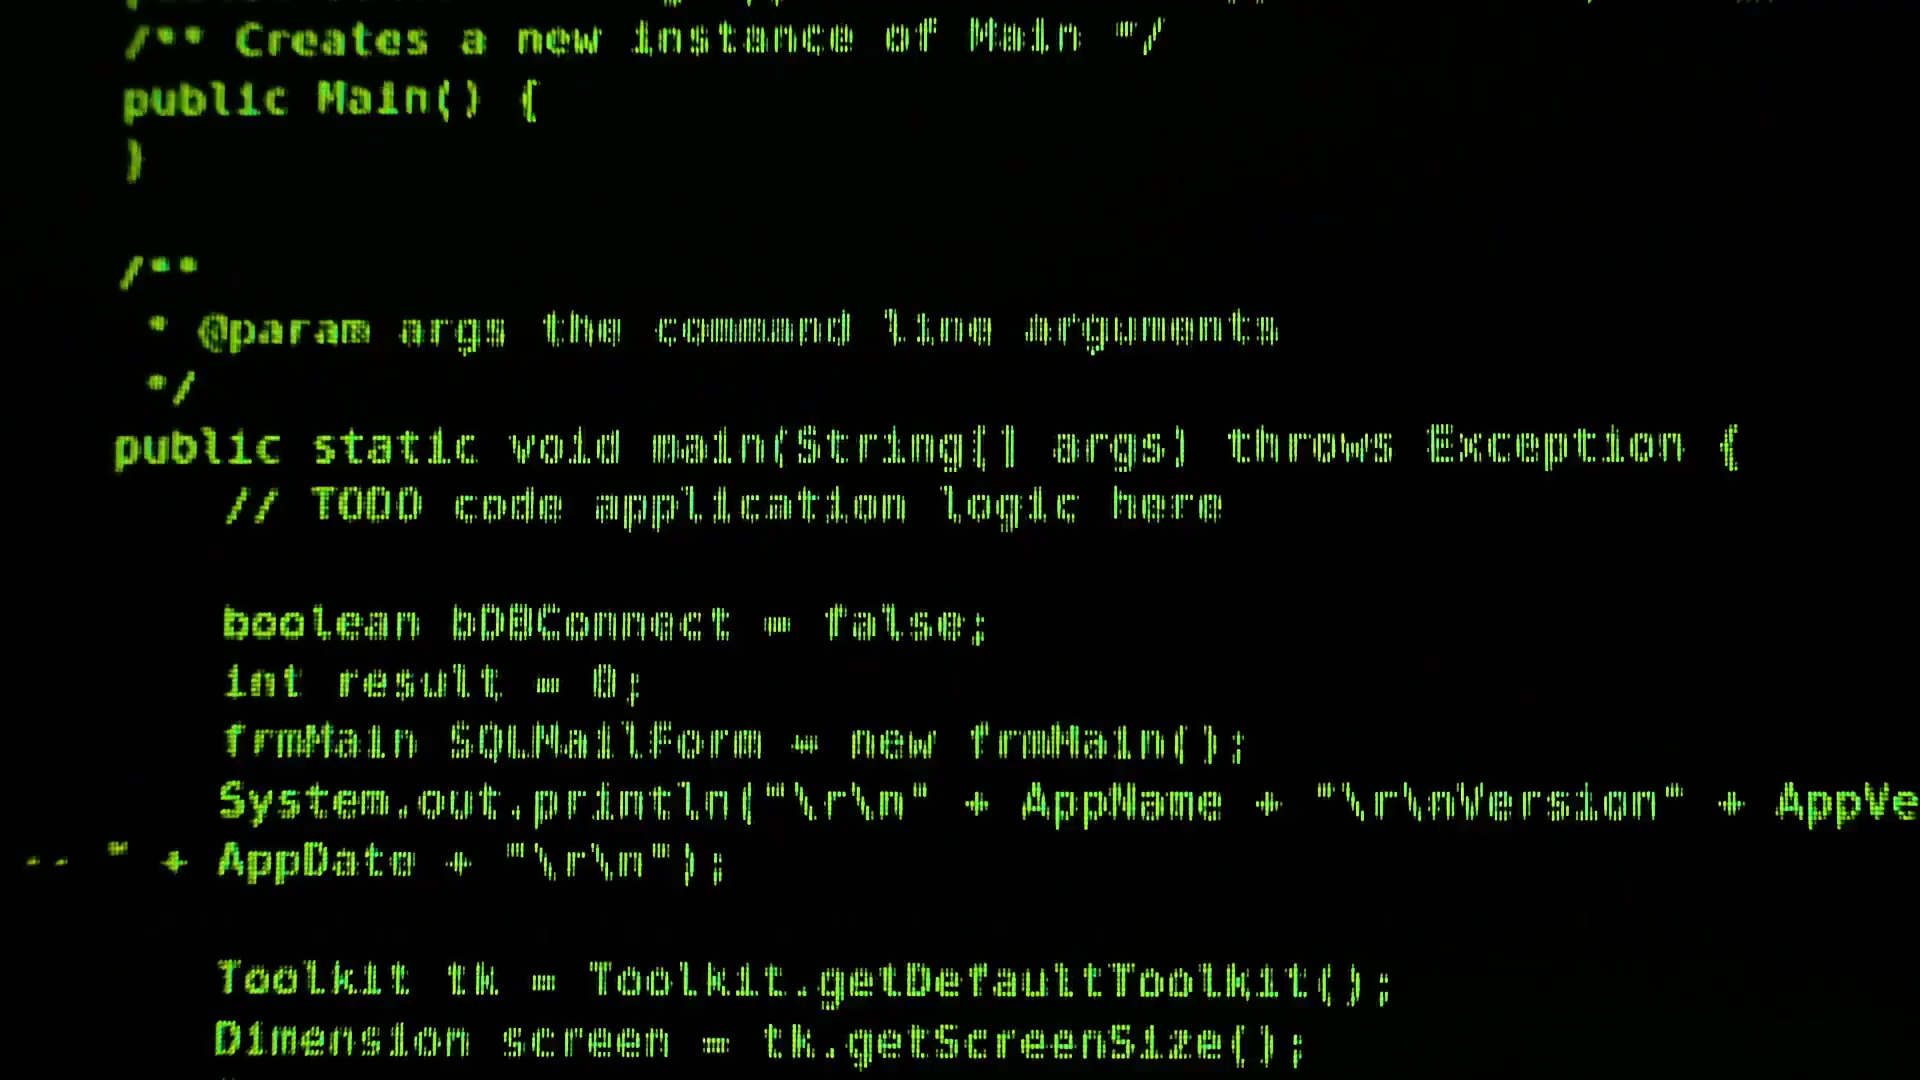 /** Creates a new instance of Main */
public Main() {
}
/**
* @param args the command line arguments
*/
public static void main(String[] args) throws Exception {
// TODO code application logic here
boolean bDBConnect = false;
int result = 0;
frmMain SQLMailForm = new frmMain();
System.out.println("\r\n" + AppName + "\r\nVersion" + AppVe
-- " + AppDate + "\r\n");
Toolkit tk = Toolkit.getDefaultToolkit();
Dimension screen = tk.getScreenSize();